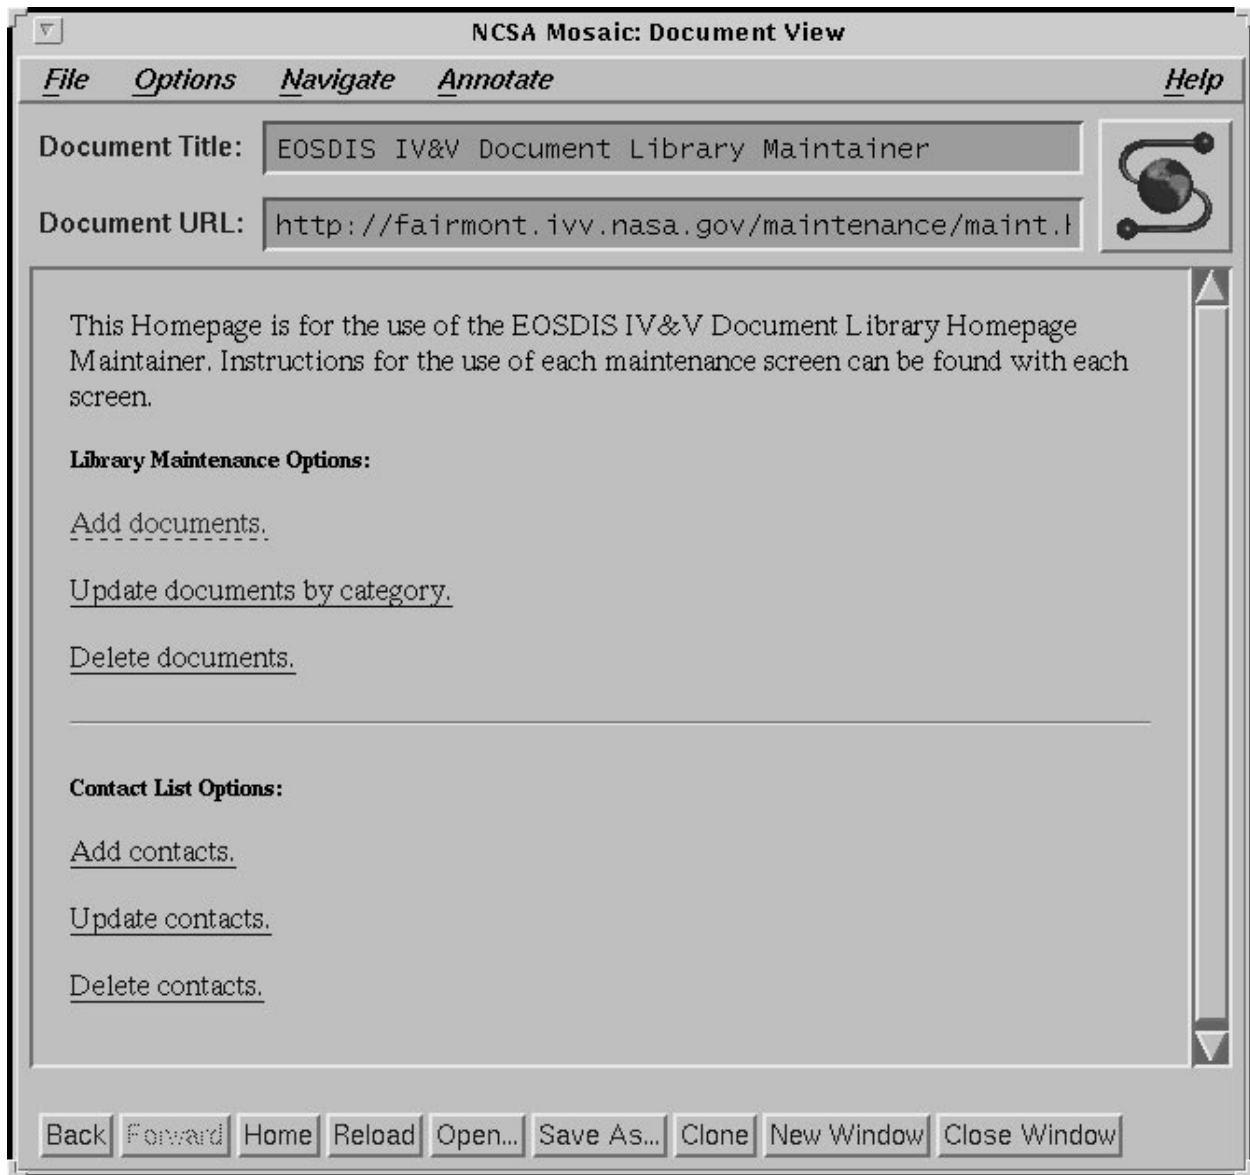 NCSA Mosaic: Document View
File Options Navigate Annotate Help
Document Title: EOSDIS IV&V Document Library Maintainer
Document URL: http://fairmont.ivv.nasa.gov/maintenance/maint.
This Homepage is for the use of the EOSDIS IV&V Document Library Homepage
Maintainer. Instructions for the use of each maintenance screen can be found with each
screen.
Library Maintenance Options:
Add documents.
Update documents by category.
Delete documents.
Contact List Options:
Add contacts.
Update contacts.
Delete contacts.
Back Forward Home Reload Open... Save As... Clone New Window Close Window